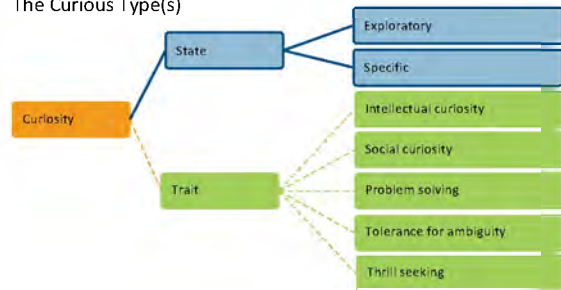 The Curious Type(s)
Exploratory
State
Specific
Curiosity
Intellectual curiosity
Social curiosity
Trait
Problem solving
Tolerance for ambiguity
Thrill seeking